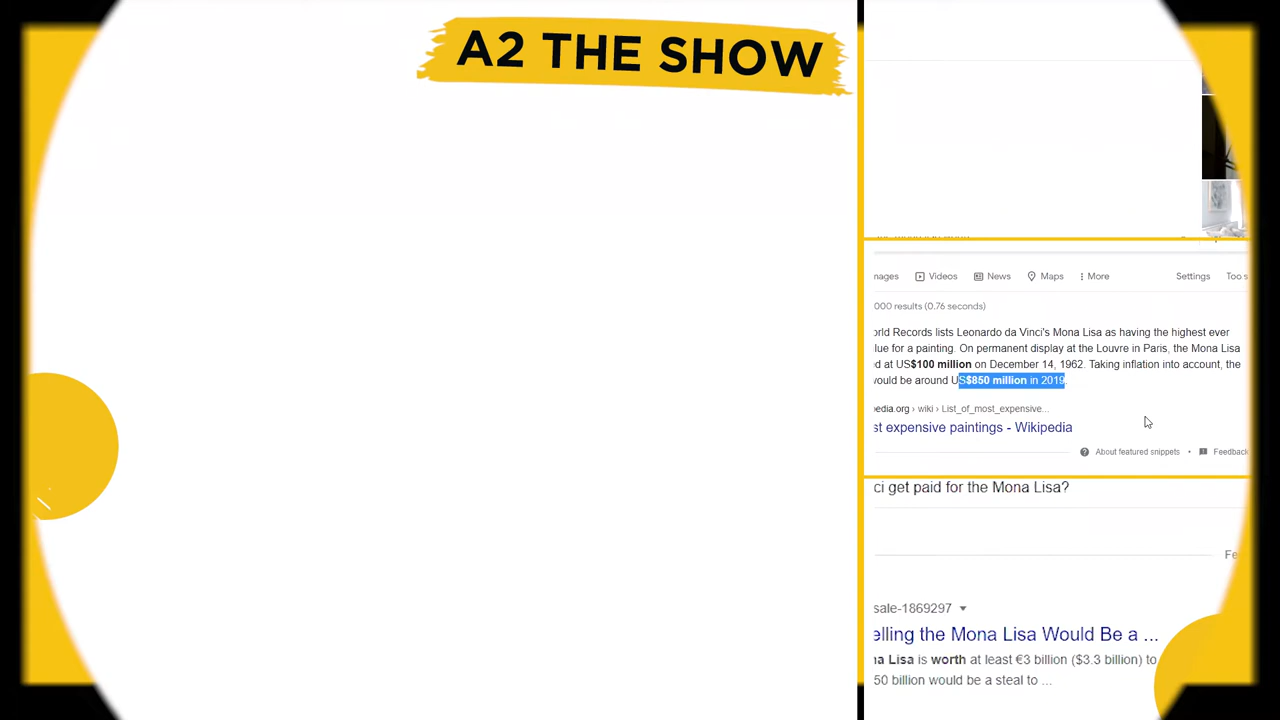 A2 THE SHOW
Videos
News
Maps
More
Settings
000 results (0.76 seconds)
World Records lists Leonardo da Vinci's Mona Lisa as having the highest ever
for a painting. On permanent display at the Louvre in Paris, the Mona Lisa
at US$100 million on December 14, 1962. Taking inflation into account, the
would be around US$850 million in 2019.
pedia.org › wiki › List_of_most_expensive...
st expensive paintings - Wikipedia
About featured snippets • Feedback
ci get paid for the Mona Lisa?
sale-1869297
elling the Mona Lisa Would Be a ...
na Lisa is worth at least €3 billion ($3.3 billion) to
50 billion would be a steal to ...